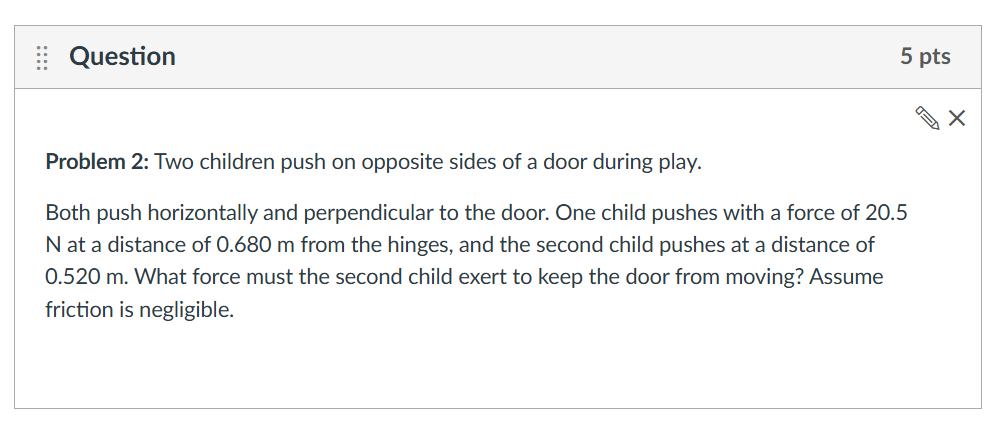 Question
5 pts
Problem 2: Two children push on opposite sides of a door during play.
Both push horizontally and perpendicular to the door. One child pushes with a force of 20.5
N at a distance of 0.680 m from the hinges, and the second child pushes at a distance of
0.520 m. What force must the second child exert to keep the door from moving? Assume
friction is negligible.